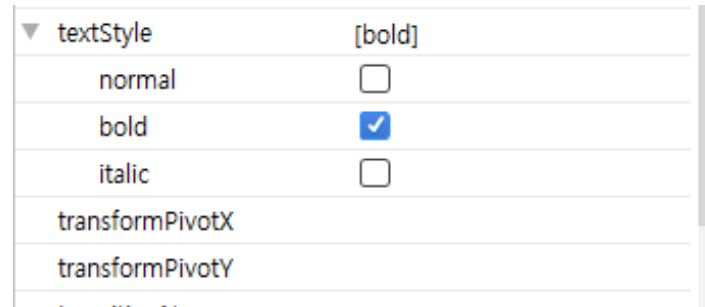 textStyle [bold]
normal
bold
italic
transformPivotX
transformPivotY